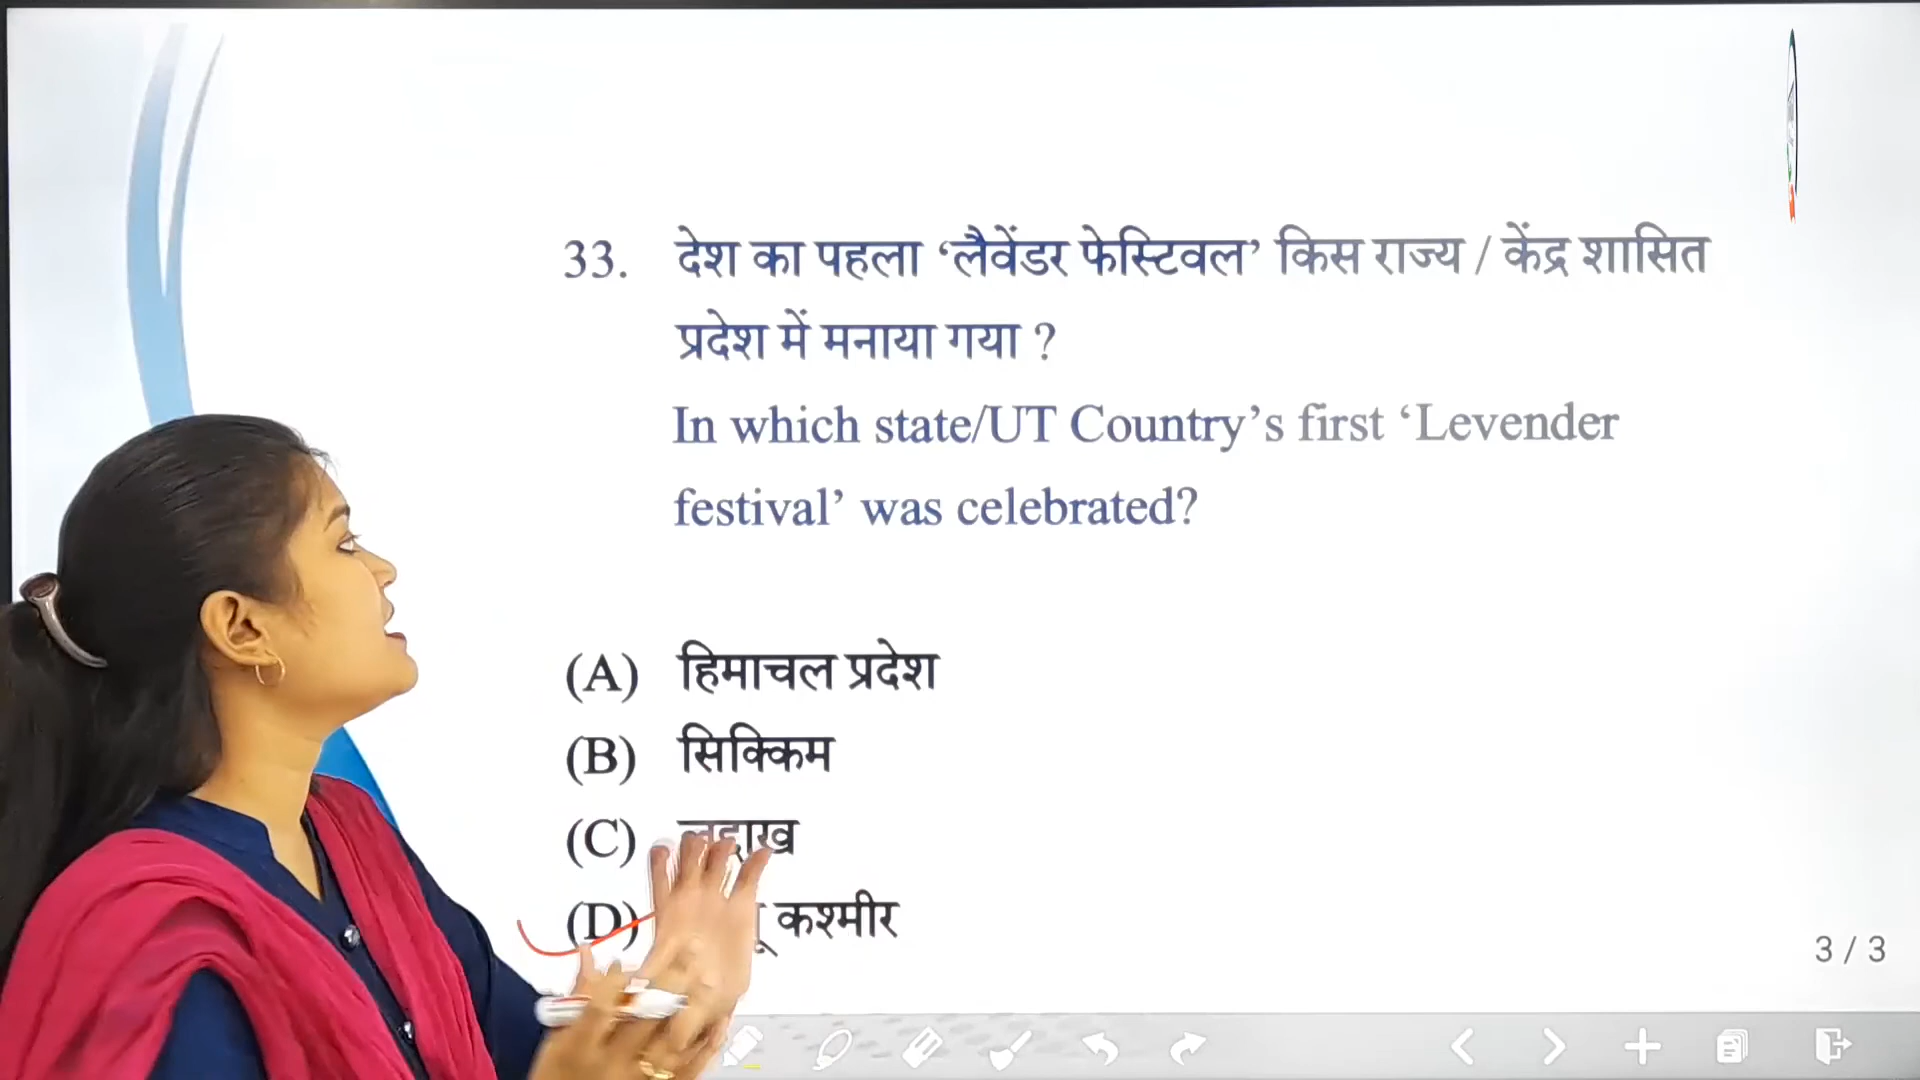 33. देश का पहला ‘लैवेंडर फेस्टिवल’ किस राज्य / केंद्र शासित
प्रदेश में मनाया गया ?
In which state/UT Country’s first ‘Levender
festival’ was celebrated?
(A) हिमाचल प्रदेश
(B) सिक्किम
(C) लद्दाख
(D) कश्मीर
3 / 3